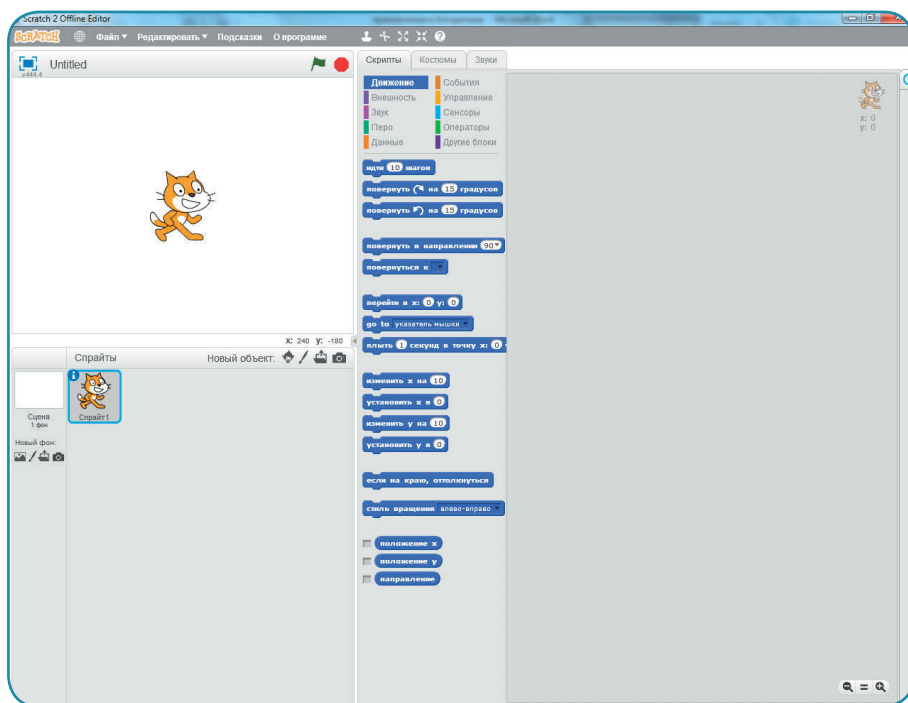 Scratch 2 Offline Editor
SCRATCH Файл Редактировать Подсказки О программе
Untitled
v444.4
X: 240 y: -180
Спрайты Новый объект:
Сцена
1 фон
Новый фон:
Спрайт1
Скрипты Костюмы Звуки
Движение События
Внешность Управление
Звук Сенсоры
Перо Операторы
Данные Другие блоки
идти 10 шагов
повернуть на 15 градусов
повернуть на 15 градусов
повернуть в направлении 90
повернуться к
перейти в x: 0 y: 0
go to указатель мышки
плыть 1 секунд в точку x: 0
изменить x на 10
установить x в 0
изменить y на 10
установить y в 0
если на краю, оттолкнуться
стиль вращения влево-вправо
положение x
положение y
направление
x: 0
y: 0